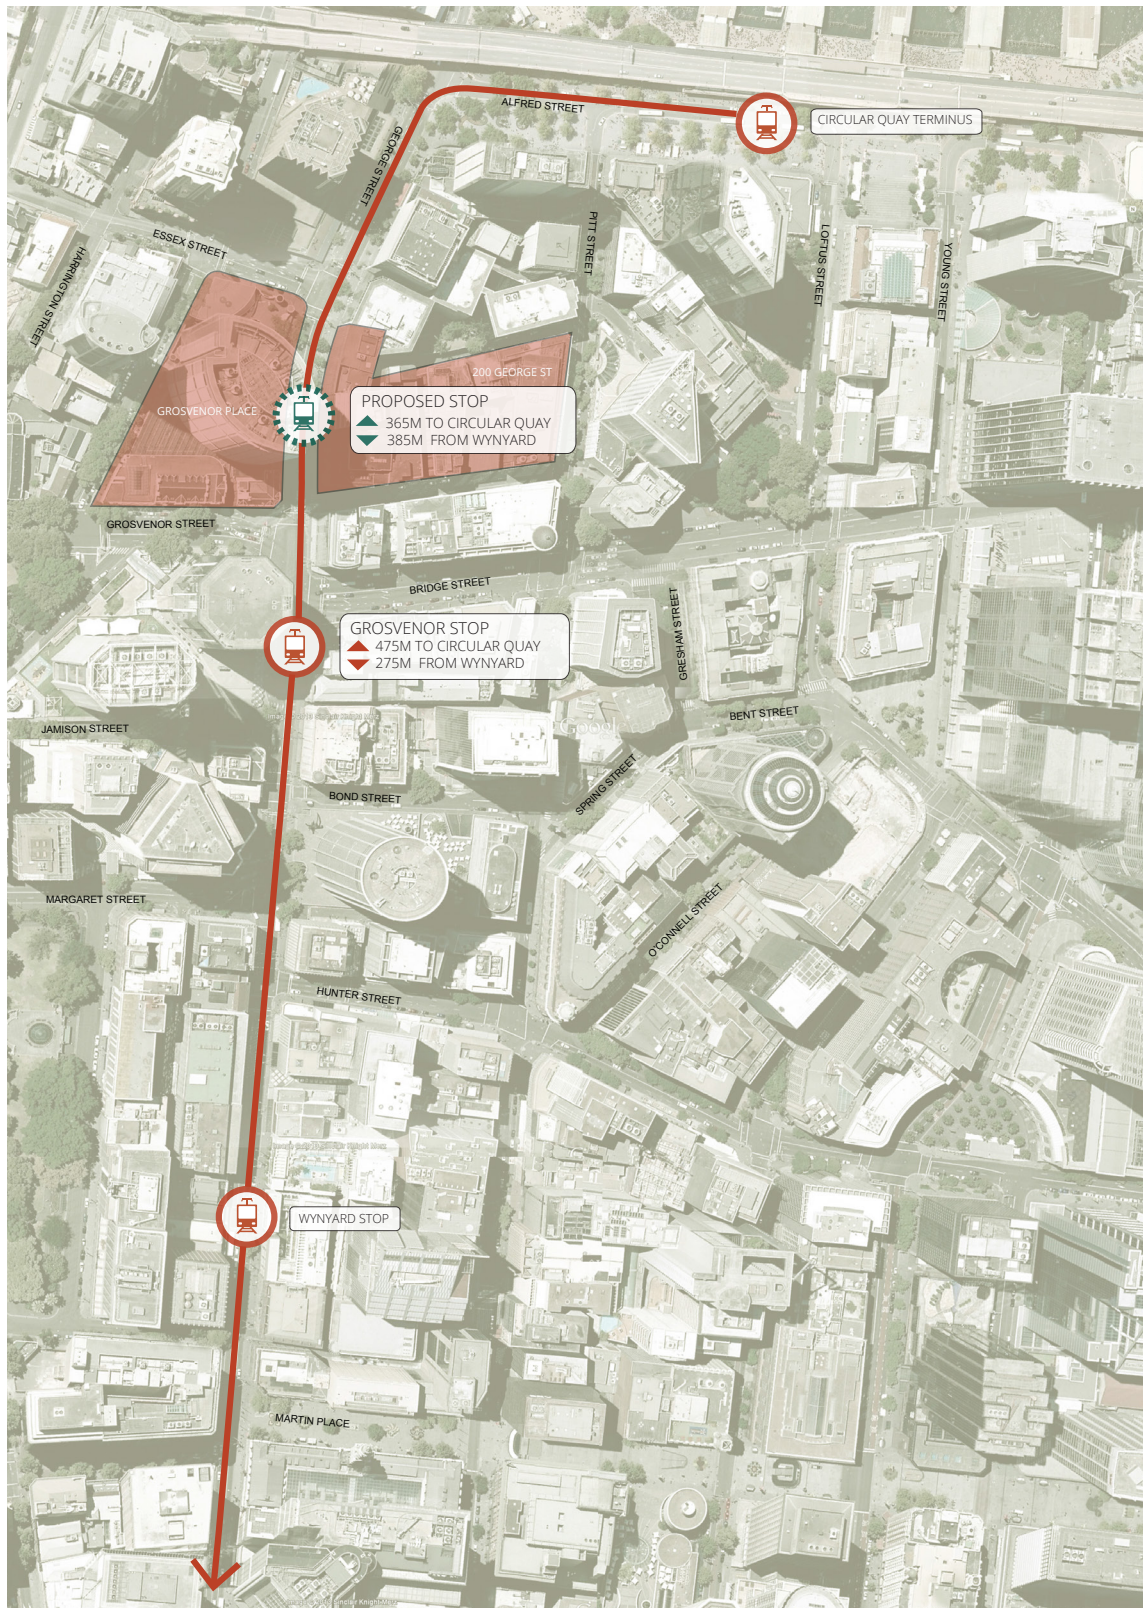 ALFRED STREET
CIRCULAR QUAY TERMINUS
GEORGE STREET
PITT STREET
LOFTUS STREET
YOUNG STREET
ESSEX STREET
HARRINGTON STREET
200 GEORGE ST
GROSVENOR PLACE
PROPOSED STOP
365M TO CIRCULAR QUAY
385M FROM WYNYARD
GROSVENOR STREET
BRIDGE STREET
GRESHAM STREET
GROSVENOR STOP
475M TO CIRCULAR QUAY
275M FROM WYNYARD
BENT STREET
JAMISON STREET
Google
SPRING STREET
BOND STREET
MARGARET STREET
O'CONNELL STREET
HUNTER STREET
WYNYARD STOP
MARTIN PLACE